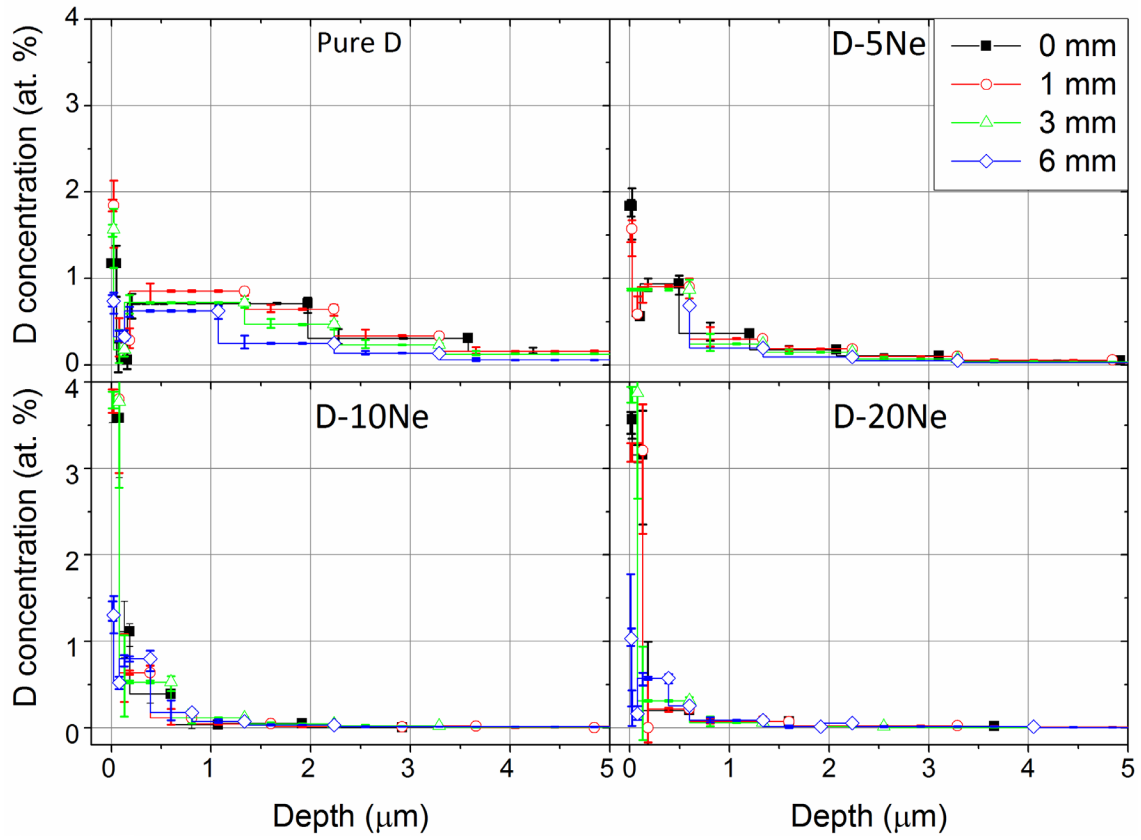 Pure D
D-5Ne
0 mm
1 mm
3 mm
6 mm
D concentration (at. %)
4
3
2
1
0
D-10Ne
D-20Ne
D concentration (at. %)
4
3
2
1
0
0 1 2 3 4 5
0 1 2 3 4 5
Depth (μm)
Depth (μm)